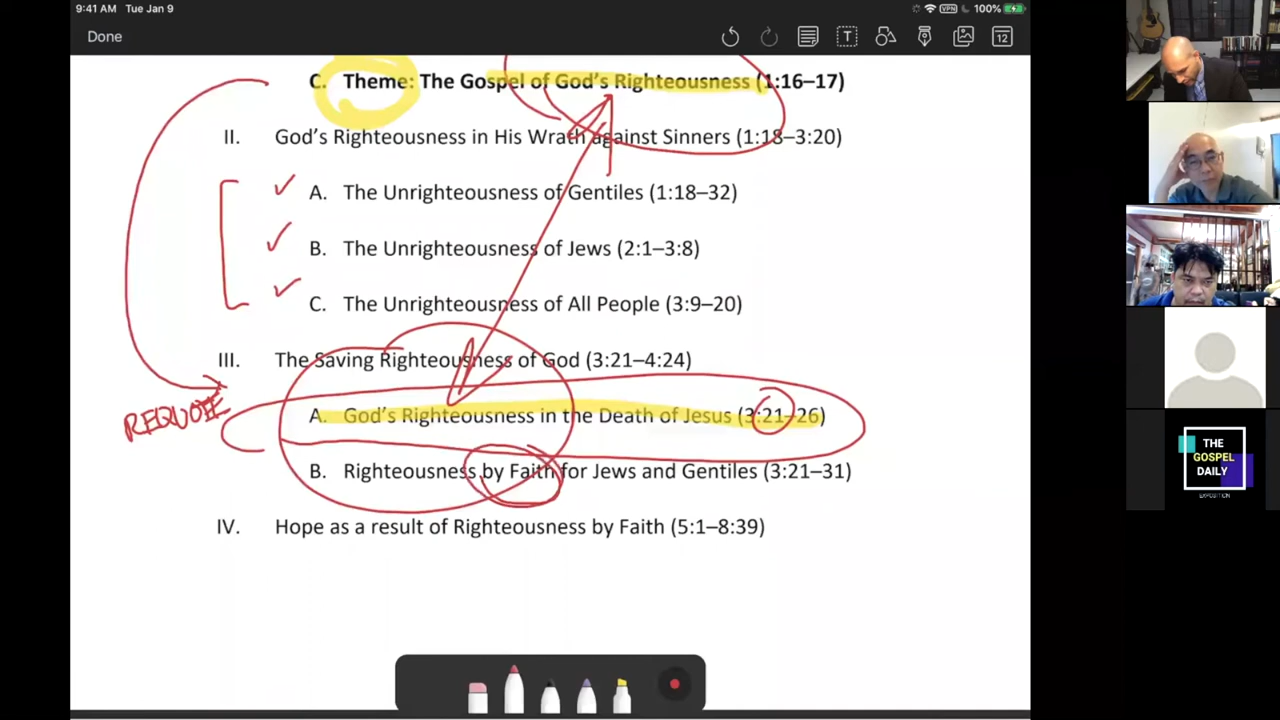 9:41 AM Tue Jan 9
VPN 100%
Done
T
12
C. Theme: The Gospel of God's Righteousness (1:16–17)
II. God's Righteousness in His Wrath against Sinners (1:18–3:20)
A. The Unrighteousness of Gentiles (1:18–32)
B. The Unrighteousness of Jews (2:1–3:8)
C. The Unrighteousness of All People (3:9–20)
III. The Saving Righteousness of God (3:21–4:24)
A. God's Righteousness in the Death of Jesus (3:21–26)
B. Righteousness by Faith for Jews and Gentiles (3:21–31)
IV. Hope as a result of Righteousness by Faith (5:1–8:39)
THE
GOSPEL
DAILY
EXPOSITION